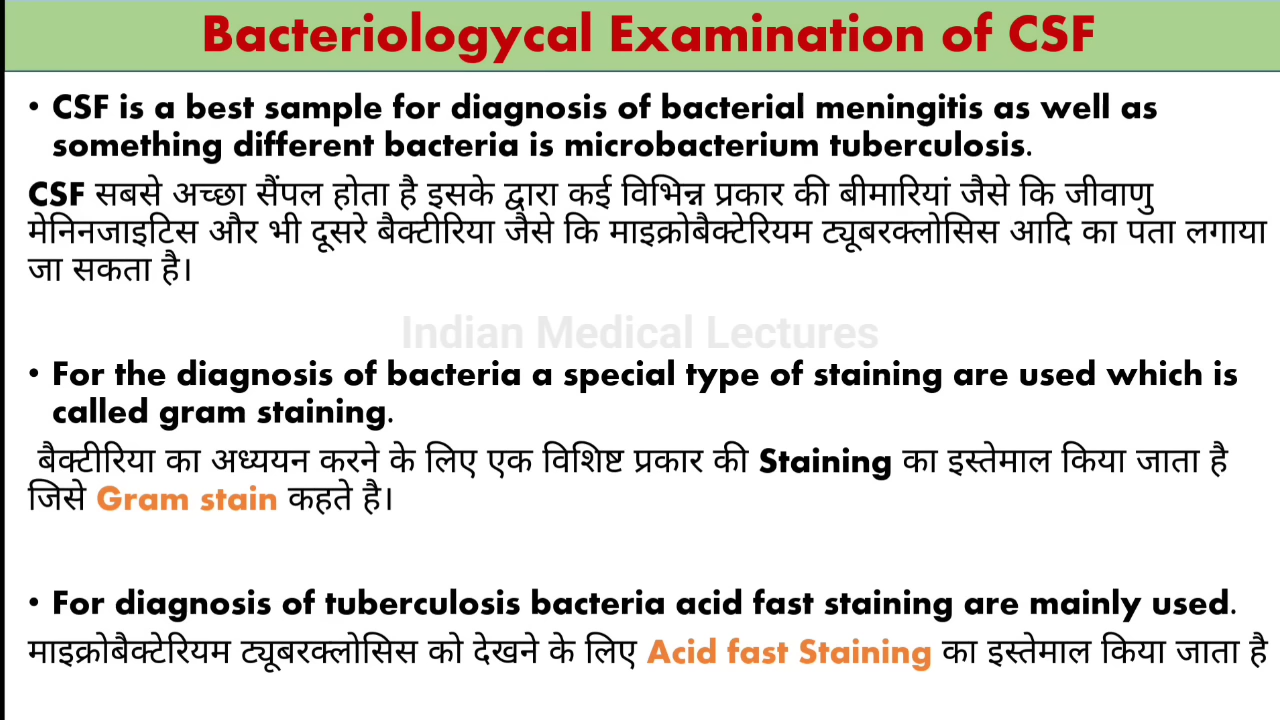 Bacteriologycal Examination of CSF
• CSF is a best sample for diagnosis of bacterial meningitis as well as
something different bacteria is microbacterium tuberculosis.
CSF सबसे अच्छा सैंपल होता है इसके द्वारा कई विभिन्न प्रकार की बीमारियां जैसे कि जीवाणु
मेनिनजाइटिस और भी दूसरे बैक्टीरिया जैसे कि माइक्रोबैक्टेरियम ट्यूबरक्लोसिस आदि का पता लगाया
जा सकता है।
Indian Medical Lectures
• For the diagnosis of bacteria a special type of staining are used which is
called gram staining.
बैक्टीरिया का अध्ययन करने के लिए एक विशिष्ट प्रकार की Staining का इस्तेमाल किया जाता है
जिसे Gram stain कहते है।
• For diagnosis of tuberculosis bacteria acid fast staining are mainly used.
माइक्रोबैक्टेरियम ट्यूबरक्लोसिस को देखने के लिए Acid fast Staining का इस्तेमाल किया जाता है